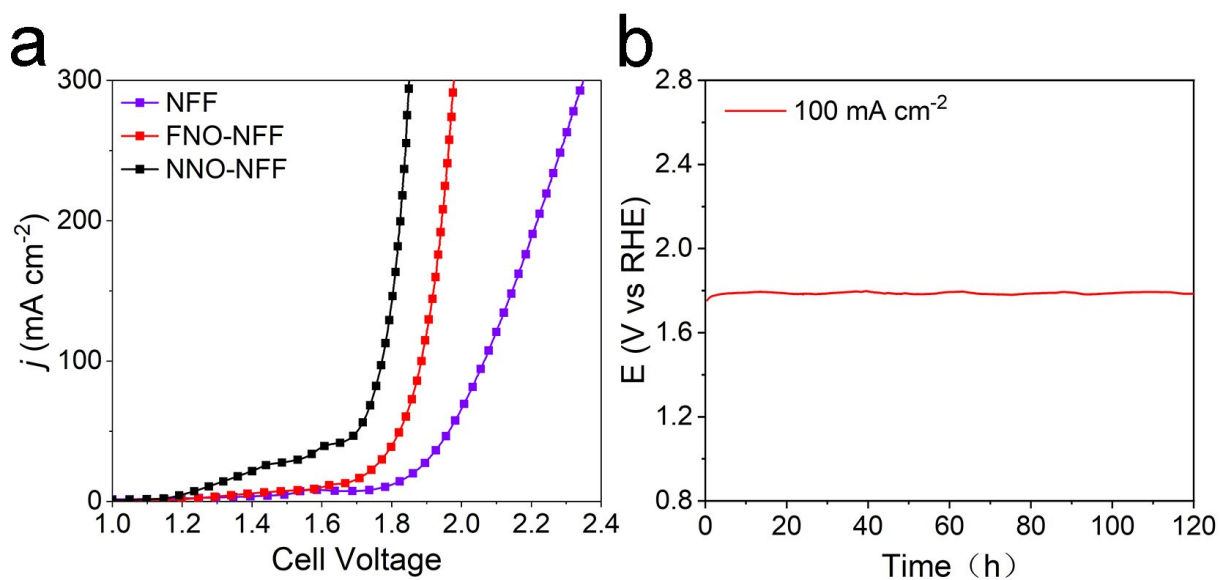 a
300
200
100
0
j (mA cm⁻²)
NFF
FNO-NFF
NNO-NFF
1.0 1.2 1.4 1.6 1.8 2.0 2.2 2.4
Cell Voltage
b
2.8
2.4
2.0
1.6
1.2
0.8
E (V vs RHE)
100 mA cm⁻²
0 20 40 60 80 100 120
Time（h）